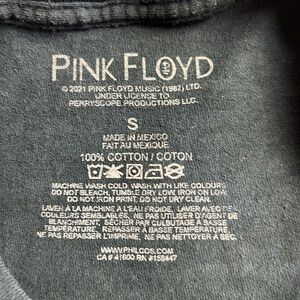 PINK FLOYD
© 2021 PINK FLOYD MUSIC (1987) LTD.
UNDER LICENSE TO
PERRYSCOPE PRODUCTIONS LLC.
S
MADE IN MEXICO
FAIT AU MEXIQUE
100% COTTON / COTON
MACHINE WASH COLD. WASH WITH LIKE COLOURS.
DO NOT BLEACH. TUMBLE DRY LOW. IRON ON LOW.
DO NOT IRON PRINT. DO NOT DRY CLEAN.
LAVER À LA MACHINE À L'EAU FROIDE. LAVER AVEC DES
COULEURS SEMBLABLES. NE PAS UTILISER D'AGENT DE
BLANCHIMENT. SÉCHER PAR CULBUTAGE À BASSE
TEMPÉRATURE. REPASSER À BASSE TEMPÉRATURE.
NE PAS REPASSER L'IMPRIMÉ. NE PAS NETTOYER À SEC.
WWW.PHILCOS.COM
CA# 41600 RN #158447